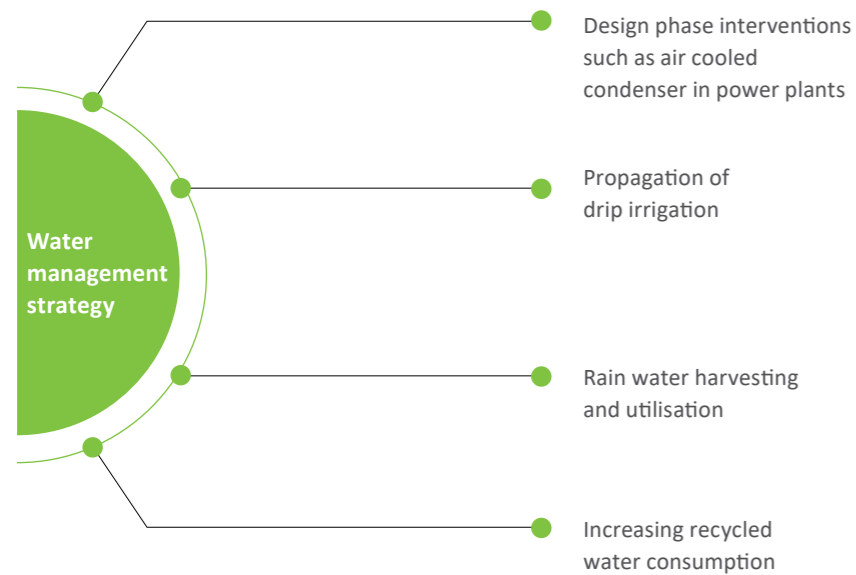 Design phase interventions
such as air cooled
condenser in power plants
Propagation of
drip irrigation
Water
management
strategy
Rain water harvesting
and utilisation
Increasing recycled
water consumption